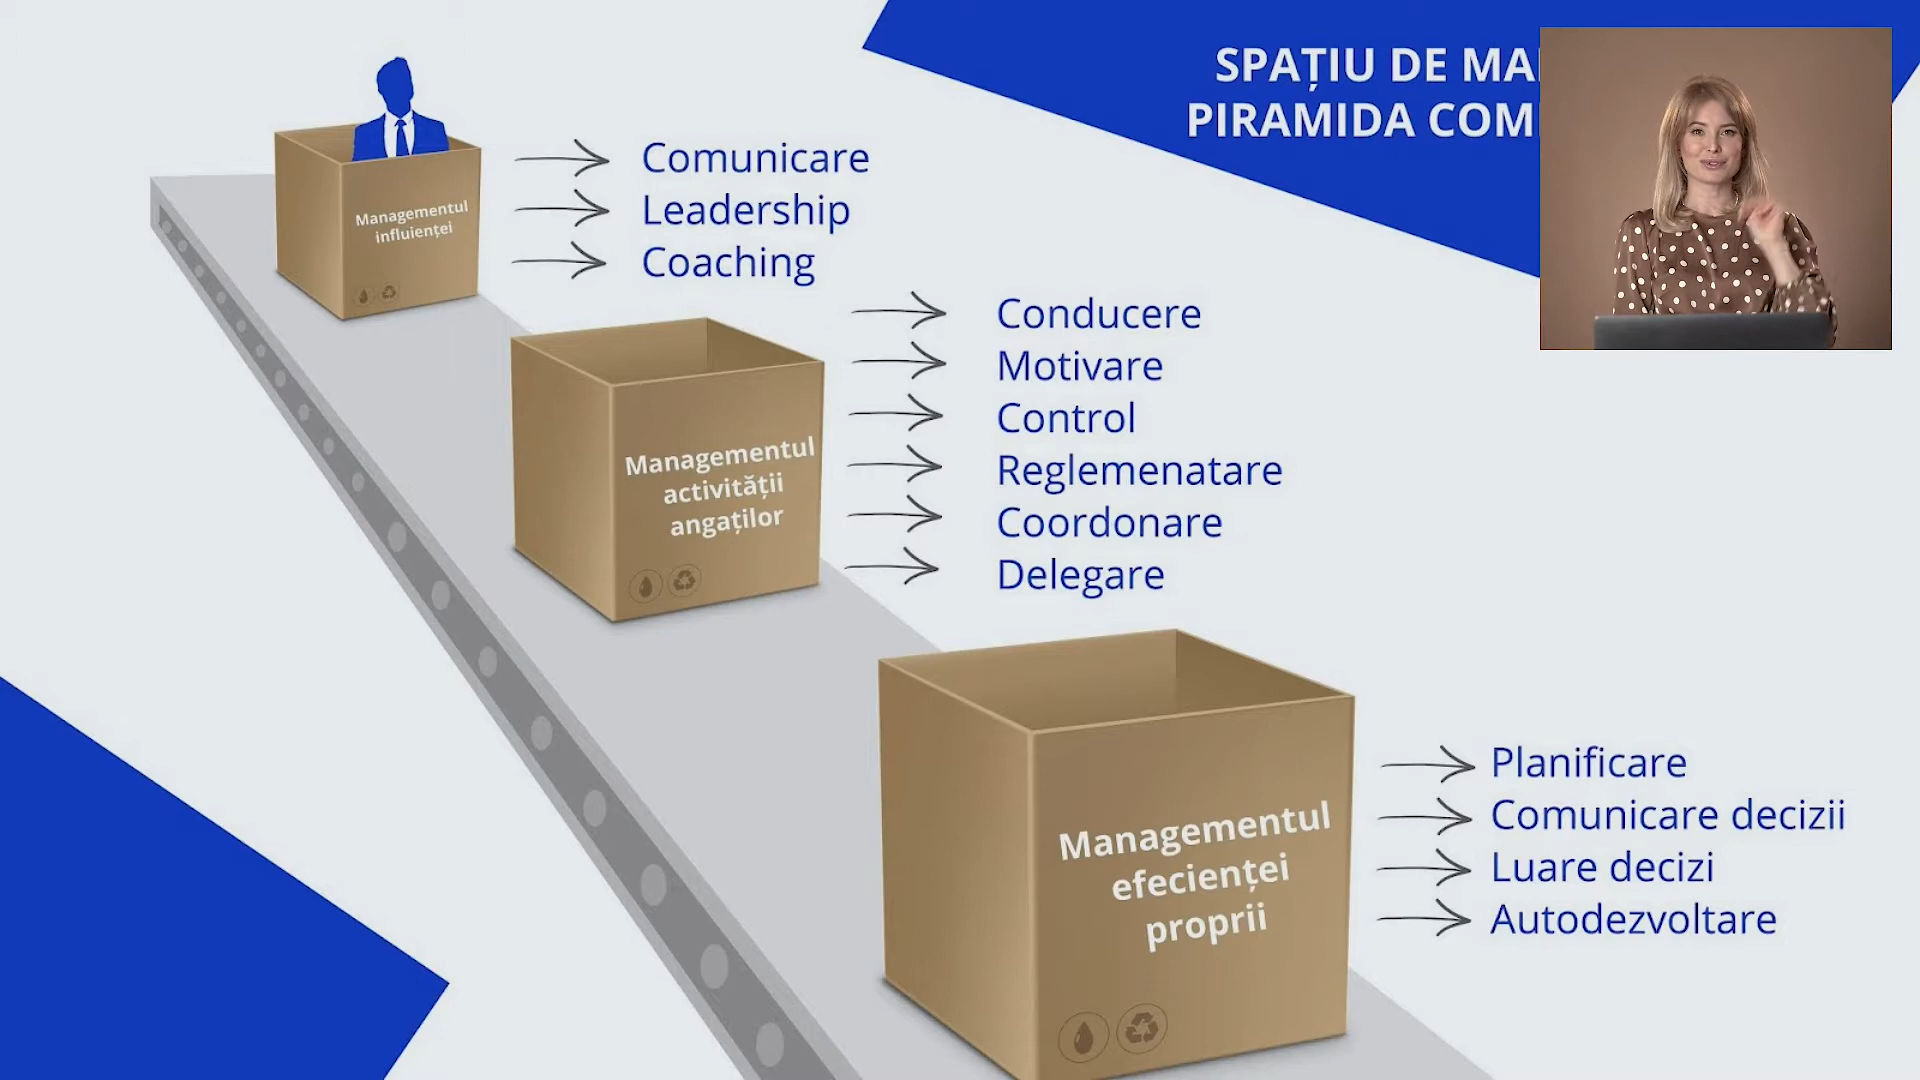 SPAȚIU DE MA
PIRAMIDA COM
Managementul
influienței
Comunicare
Leadership
Coaching
Managementul
activității
angaților
Conducere
Motivare
Control
Reglemenatare
Coordonare
Delegare
Managementul
efecienței
proprii
Planificare
Comunicare decizii
Luare decizi
Autodezvoltare